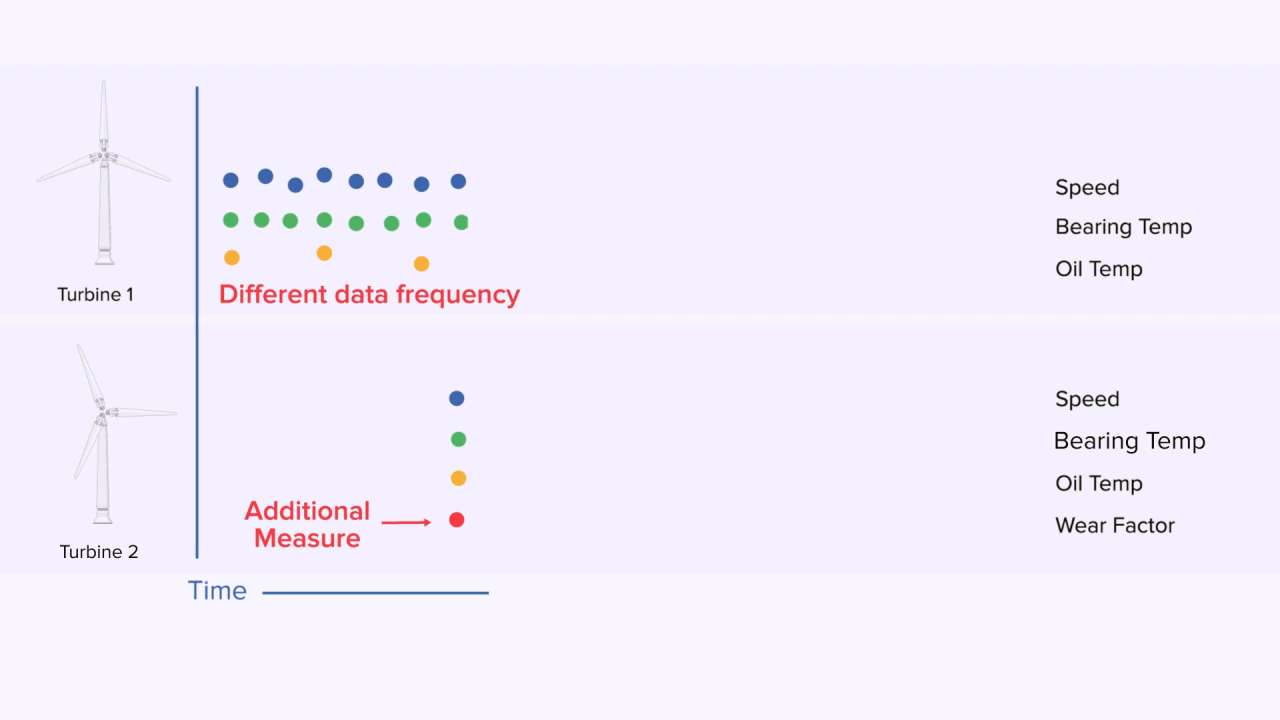 Speed
Bearing Temp
Oil Temp
Turbine 1
Different data frequency
Speed
Bearing Temp
Oil Temp
Additional
Measure
Wear Factor
Turbine 2
Time